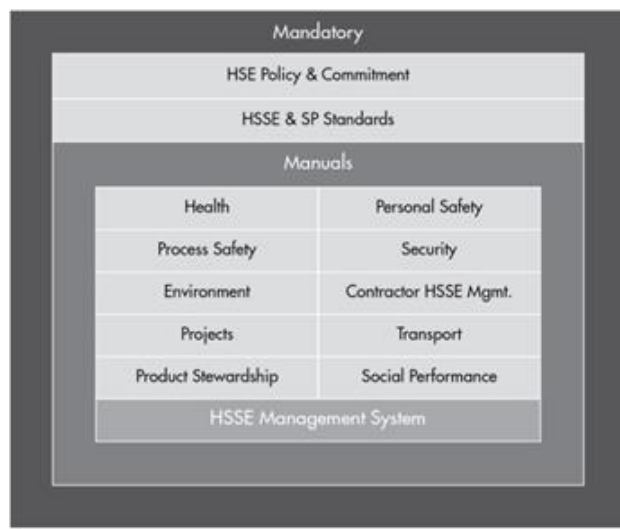 Mandatory
HSE Policy & Commitment
HSSE & SP Standards
Manuals
Health
Personal Safety
Process Safety
Security
Environment
Contractor HSSE Mgmt.
Projects
Transport
Product Stewardship
Social Performance
HSSE Management System